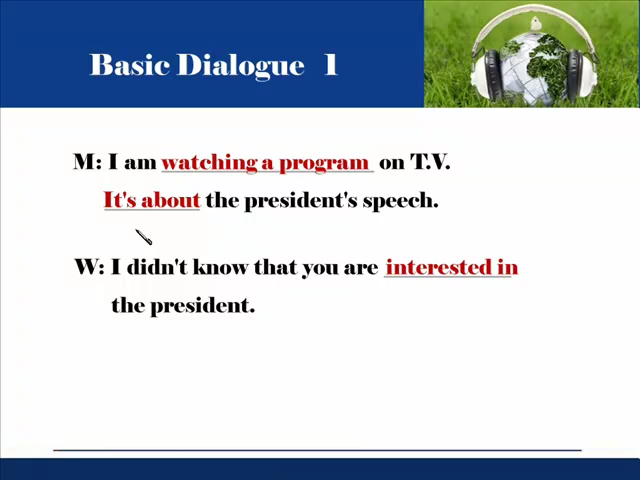 Basic Dialogue 1
M: I am watching a program on T.V.
It's about the president's speech.
W: I didn't know that you are interested in
the president.